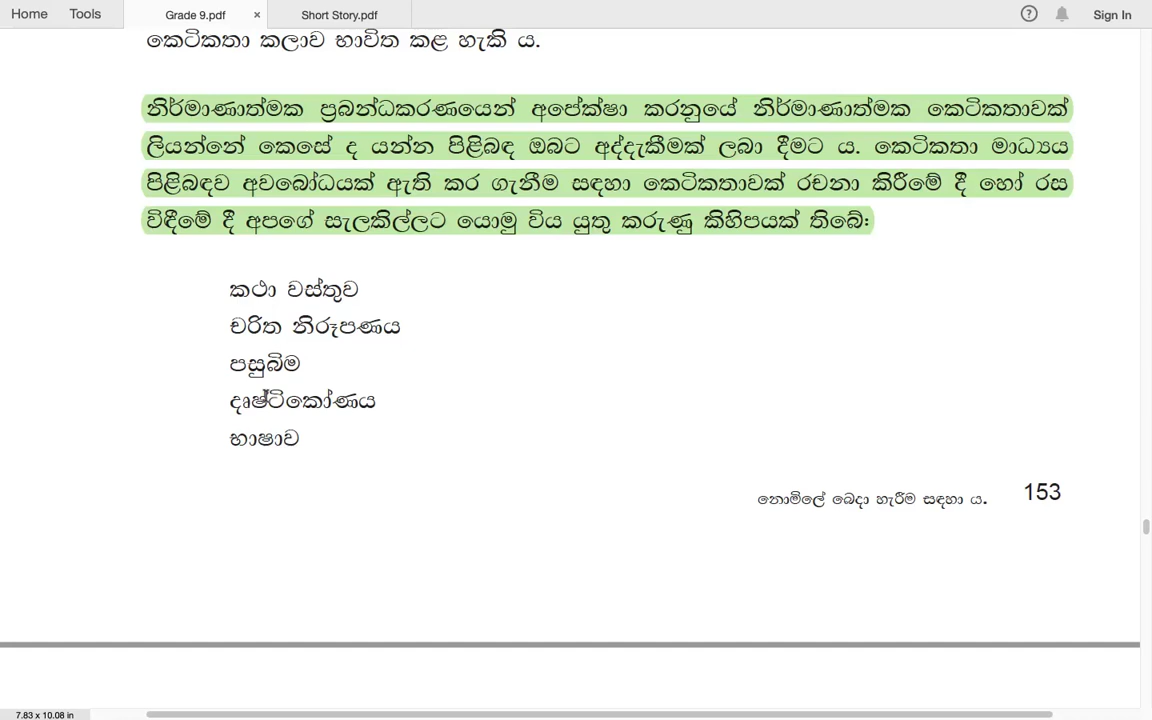 Home Tools Grade 9.pdf × Short Story.pdf ? Sign In
කෙටිකතා කලාව භාවිත කළ හැකි ය.
නිර්මාණාත්මක ප්‍රබන්ධකරණයෙන් අපේක්ෂා කරනුයේ නිර්මාණාත්මක කෙටිකතාවක්
ලියන්නේ කෙසේ ද යන්න පිළිබඳ ඔබට අද්දැකීමක් ලබා දීමට ය. කෙටිකතා මාධ්‍යය
පිළිබඳව අවබෝධයක් ඇති කර ගැනීම සඳහා කෙටිකතාවක් රචනා කිරීමේ දී හෝ රස
විඳීමේ දී අපගේ සැලකිල්ලට යොමු විය යුතු කරුණු කිහිපයක් තිබේ:
කථා වස්තුව
චරිත නිරූපණය
පසුබිම
දෘෂ්ටිකෝණය
භාෂාව
නොමිලේ බෙදා හැරීම සඳහා ය. 153
7.83 x 10.08 in